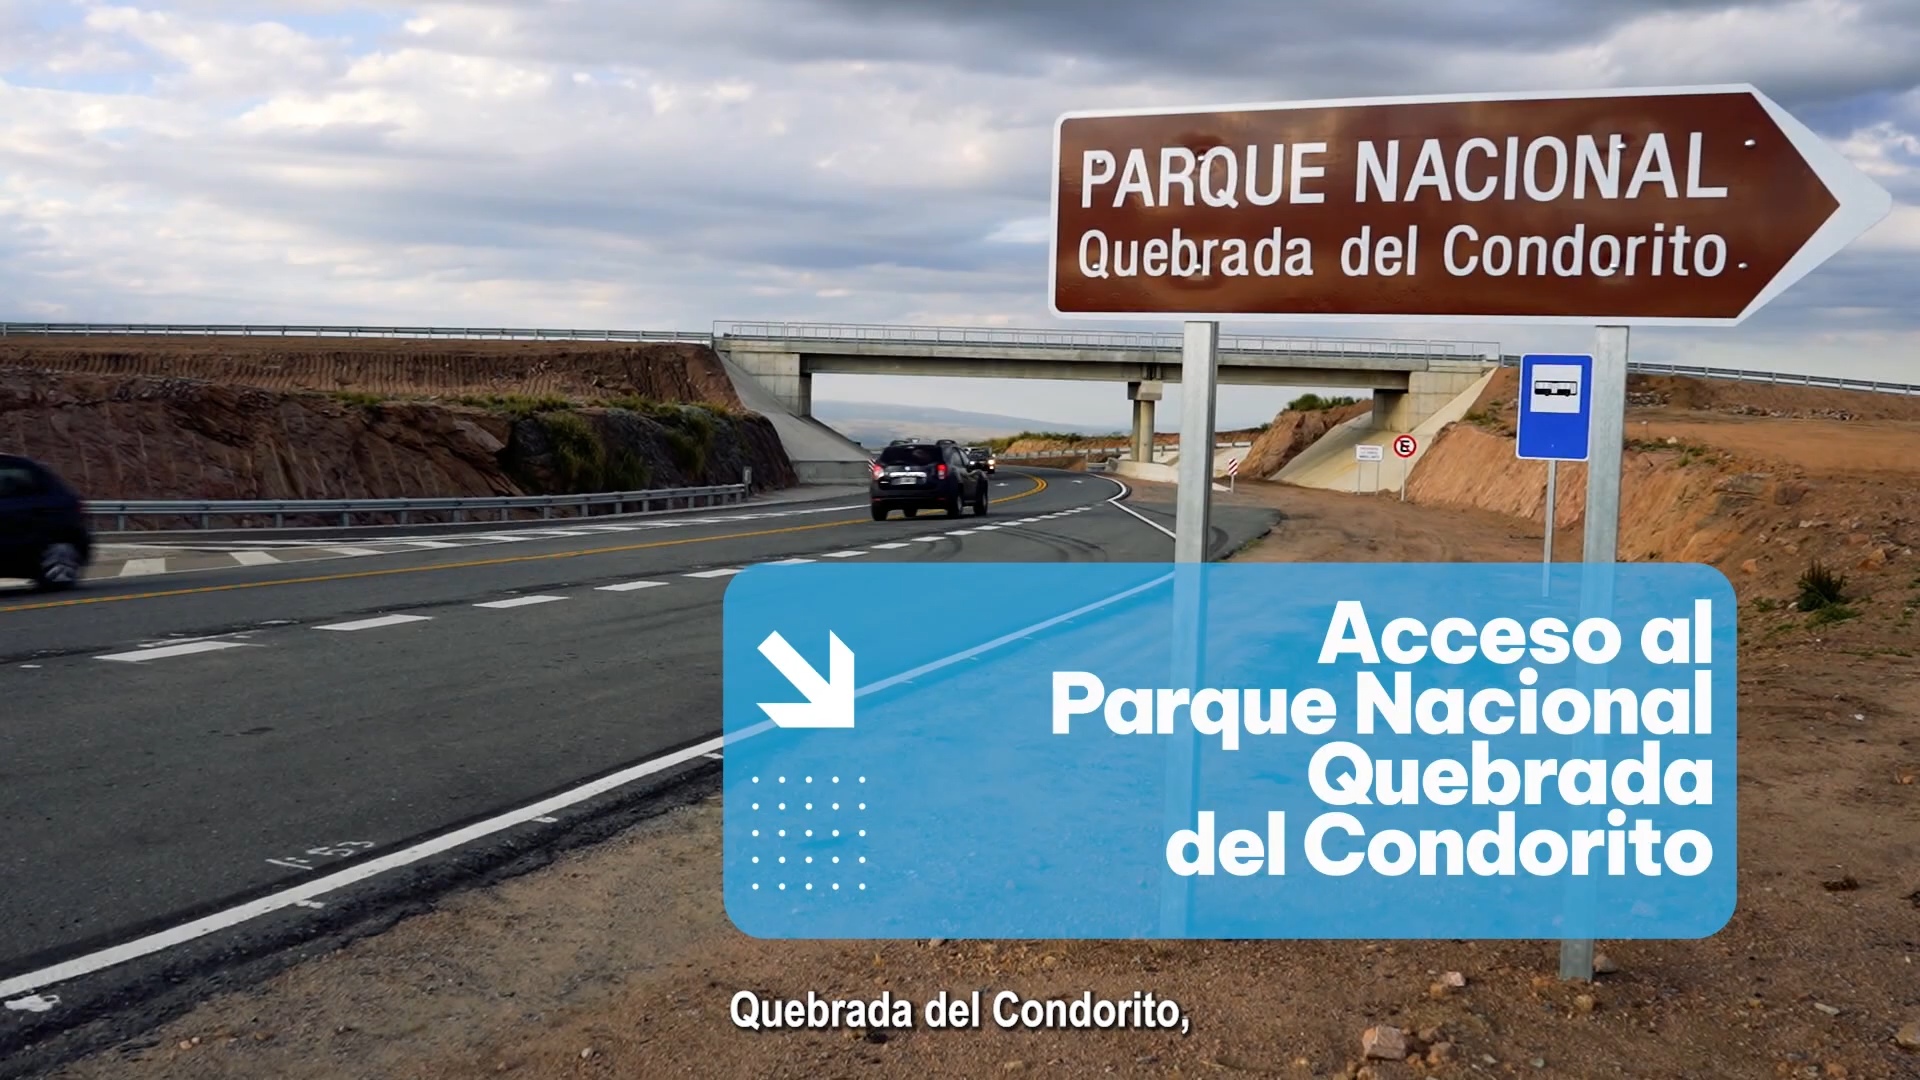 PARQUE NACIONAL
Quebrada del Condorito
E
Acceso al
Parque Nacional
Quebrada
del Condorito
Quebrada del Condorito,